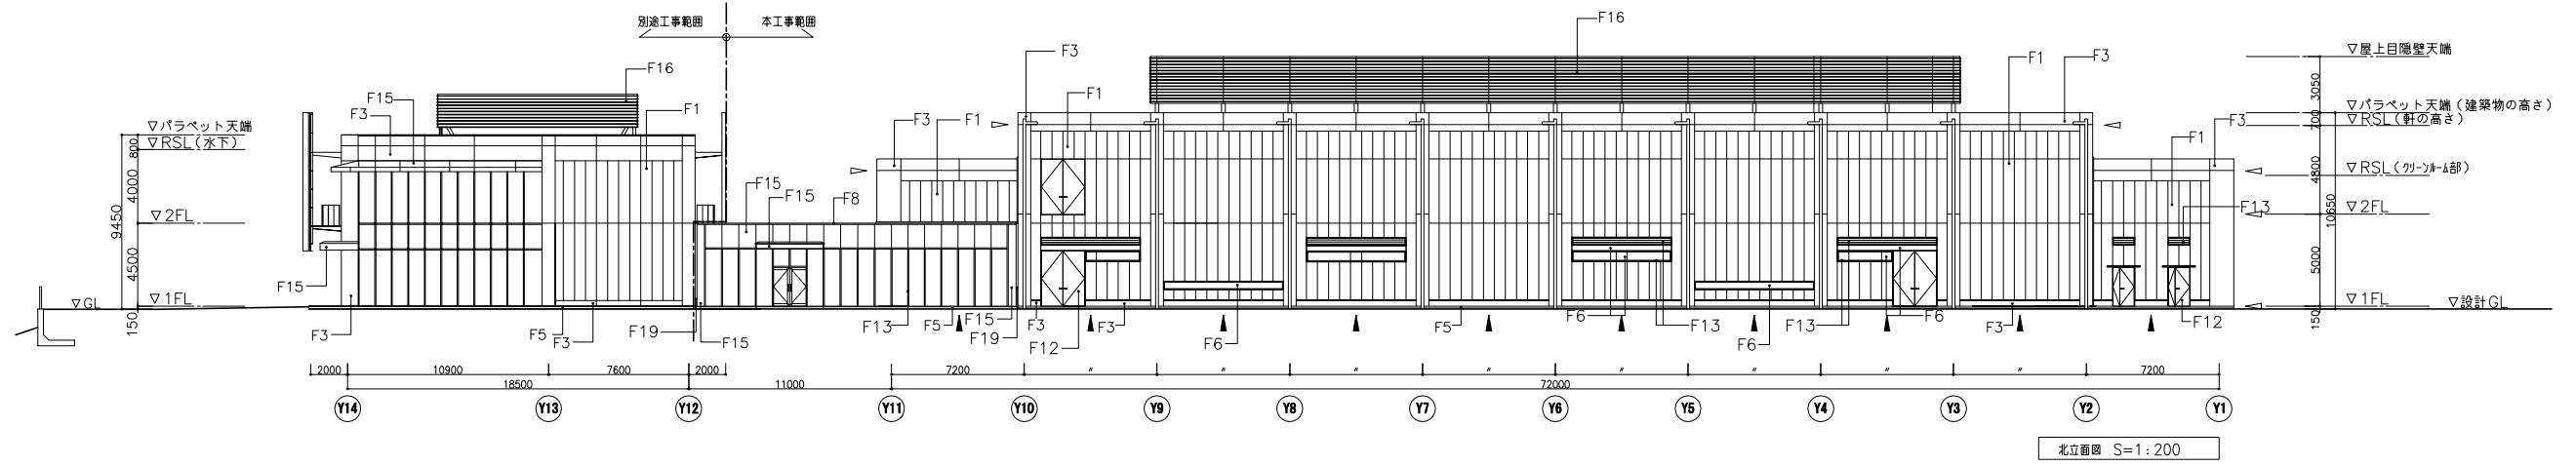 別途工事範囲
本工事範囲
F16
F3
F16
F1
F3
▽屋上目隠壁天端
F15
F3
F1
F1
F3
F1
▽パラペット天端
▽RSL(水下)
▽2FL
▽1FL
▽GL
800
4000
4500
9450
150
▽パラペット天端(建築物の高さ)
▽RSL(軒の高さ)
▽RSL(クリーンルーム部)
▽2FL
▽1FL
▽設計GL
3050
700
4800
5000
10650
150
F1
F3
F13
F12
F15
F15
F8
F15
F3
F5
F3
F19
F15
F13
F5
F15
F19
F3
F12
F3
F6
F5
F6
F13
F6
F13
F6
F3
2000
10900
7600
2000
7200
〃
〃
〃
〃
〃
〃
〃
〃
7200
18500
11000
72000
Y14
Y13
Y12
Y11
Y10
Y9
Y8
Y7
Y6
Y5
Y4
Y3
Y2
Y1
北立面図 S=1:200